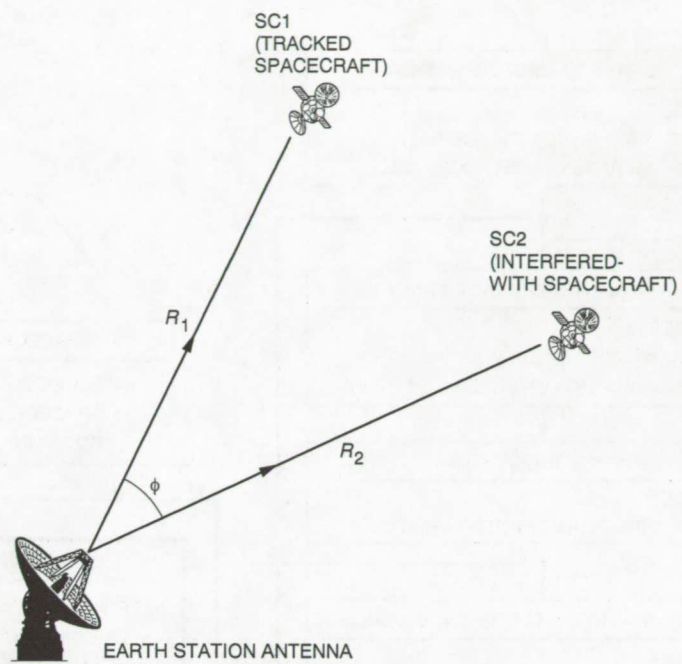 SC1
(TRACKED
SPACECRAFT)
SC2
(INTERFERED-
WITH SPACECRAFT)
R1
R2
ϕ
EARTH STATION ANTENNA